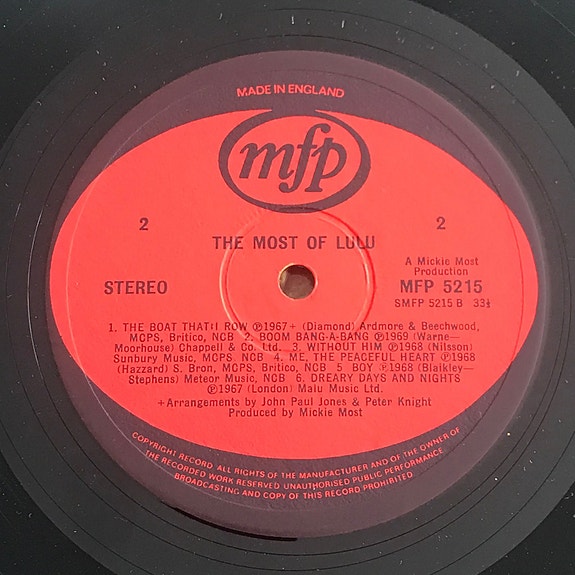 MADE IN ENGLAND
mfp
2 2
THE MOST OF LULU
A Mickie Most
Production
STEREO MFP 5215
SMFP 5215 B 33⅓
1. THE BOAT THAT I ROW ℗1967+ (Diamond) Ardmore & Beechwood,
MCPS, Britico, NCB 2. BOOM BANG-A-BANG ℗1969 (Warne—
Moorhouse) Chappell & Co. Ltd. 3. WITHOUT HIM ℗1968 (Nilsson)
Sunbury Music, MCPS, NCB 4. ME, THE PEACEFUL HEART ℗1968
(Hazzard) S. Bron, MCPS, Britico, NCB 5 BOY ℗1968 (Blaikley—
Stephens) Meteor Music, NCB 6. DREARY DAYS AND NIGHTS
℗1967 (London) Malu Music Ltd.
+Arrangements by John Paul Jones & Peter Knight
Produced by Mickie Most
COPYRIGHT RECORD. ALL RIGHTS OF THE MANUFACTURER AND OF THE OWNER OF
THE RECORDED WORK RESERVED UNAUTHORISED PUBLIC PERFORMANCE
BROADCASTING AND COPY OF THIS RECORD PROHIBITED